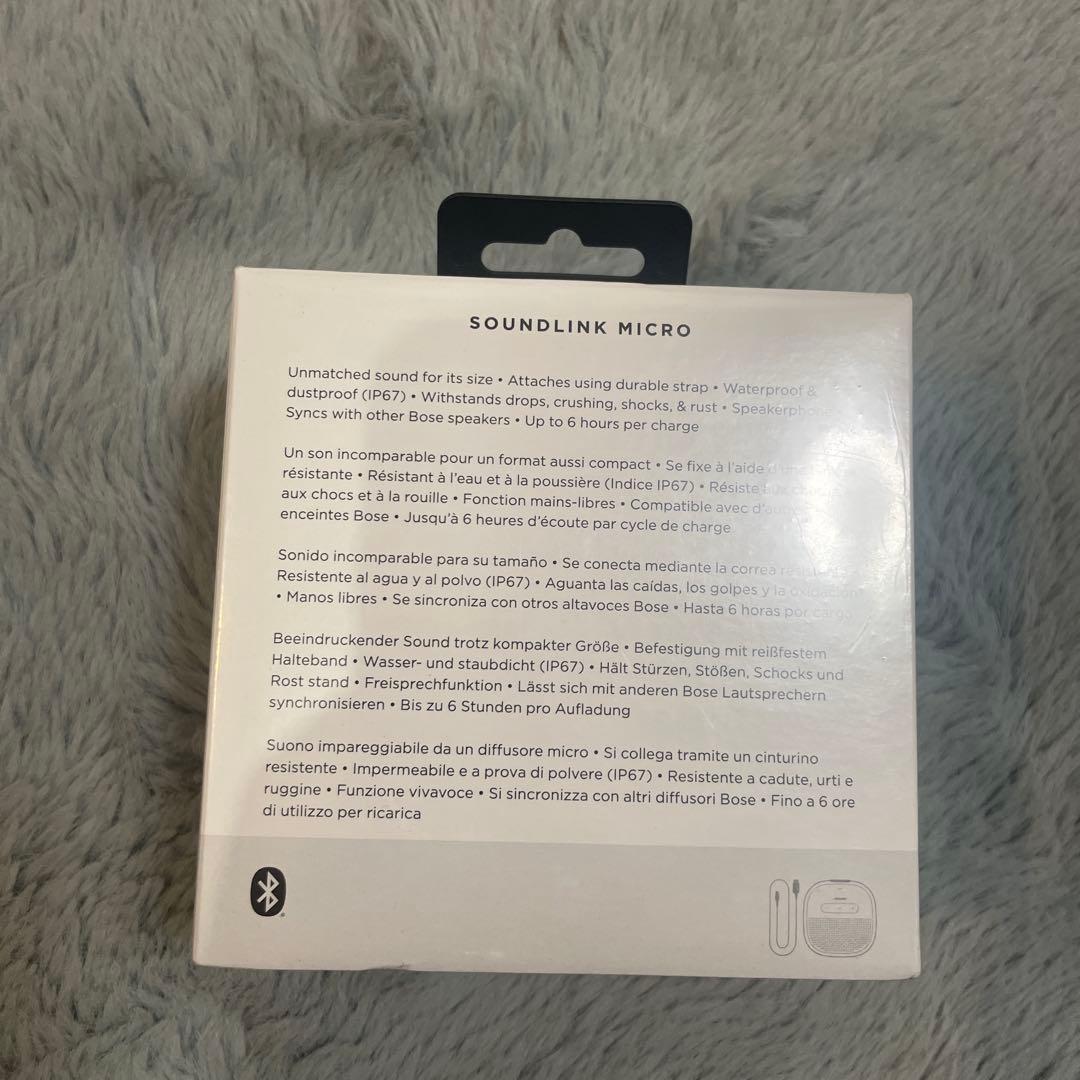 SOUNDLINK MICRO
Unmatched sound for its size • Attaches using durable strap • Waterproof &
dustproof (IP67) • Withstands drops, crushing, shocks, & rust • Speakerphone
Syncs with other Bose speakers • Up to 6 hours per charge
Un son incomparable pour un format aussi compact • Se fixe à l'aide d'une
résistante • Résistant à l'eau et à la poussière (Indice IP67) • Résiste aux
aux chocs et à la rouille • Fonction mains-libres • Compatible avec
enceintes Bose • Jusqu'à 6 heures d'écoute par cycle de charge
Sonido incomparable para su tamaño • Se conecta mediante la correa resistente
Resistente al agua y al polvo (IP67) • Aguanta las caídas, los golpes y la oxidación
• Manos libres • Se sincroniza con otros altavoces Bose • Hasta 6 horas por carga
Beeindruckender Sound trotz kompakter Größe • Befestigung mit reißfestem
Halteband • Wasser- und staubdicht (IP67) • Hält Stürzen, Stößen, Schocks und
Rost stand • Freisprechfunktion • Lässt sich mit anderen Bose Lautsprechern
synchronisieren • Bis zu 6 Stunden pro Aufladung
Suono impareggiabile da un diffusore micro • Si collega tramite un cinturino
resistente • Impermeabile e a prova di polvere (IP67) • Resistente a cadute, urti e
ruggine • Funzione vivavoce • Si sincronizza con altri diffusori Bose • Fino a 6 ore
di utilizzo per ricarica